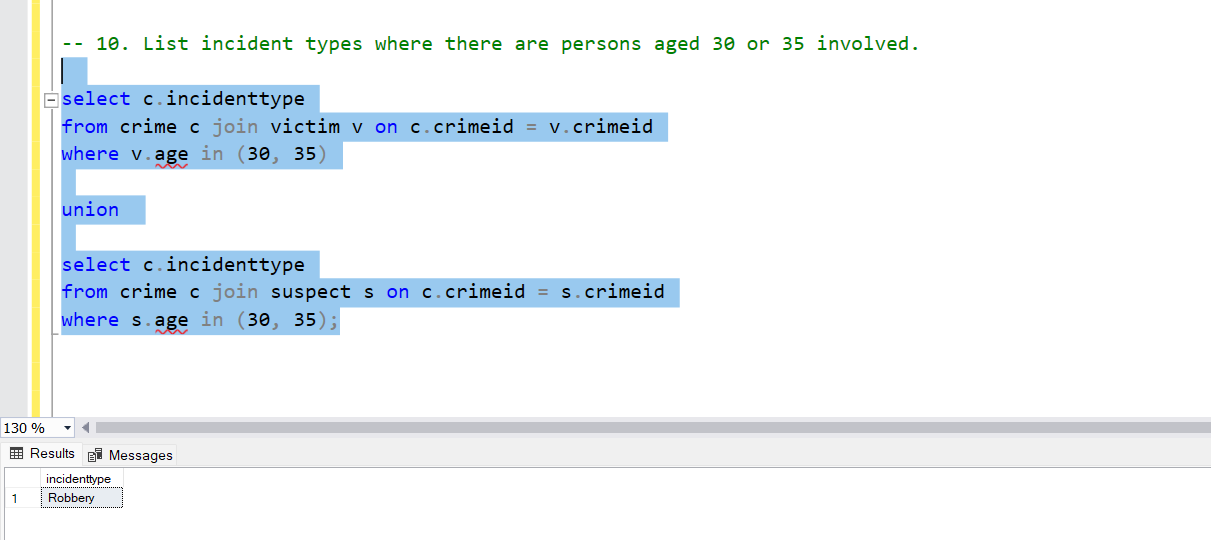 -- 10. List incident types where there are persons aged 30 or 35 involved.
select c.incidenttype
from crime c join victim v on c.crimeid = v.crimeid
where v.age in (30, 35)
union
select c.incidenttype
from crime c join suspect s on c.crimeid = s.crimeid
where s.age in (30, 35);
130 %
Results Messages
incidenttype
1 Robbery